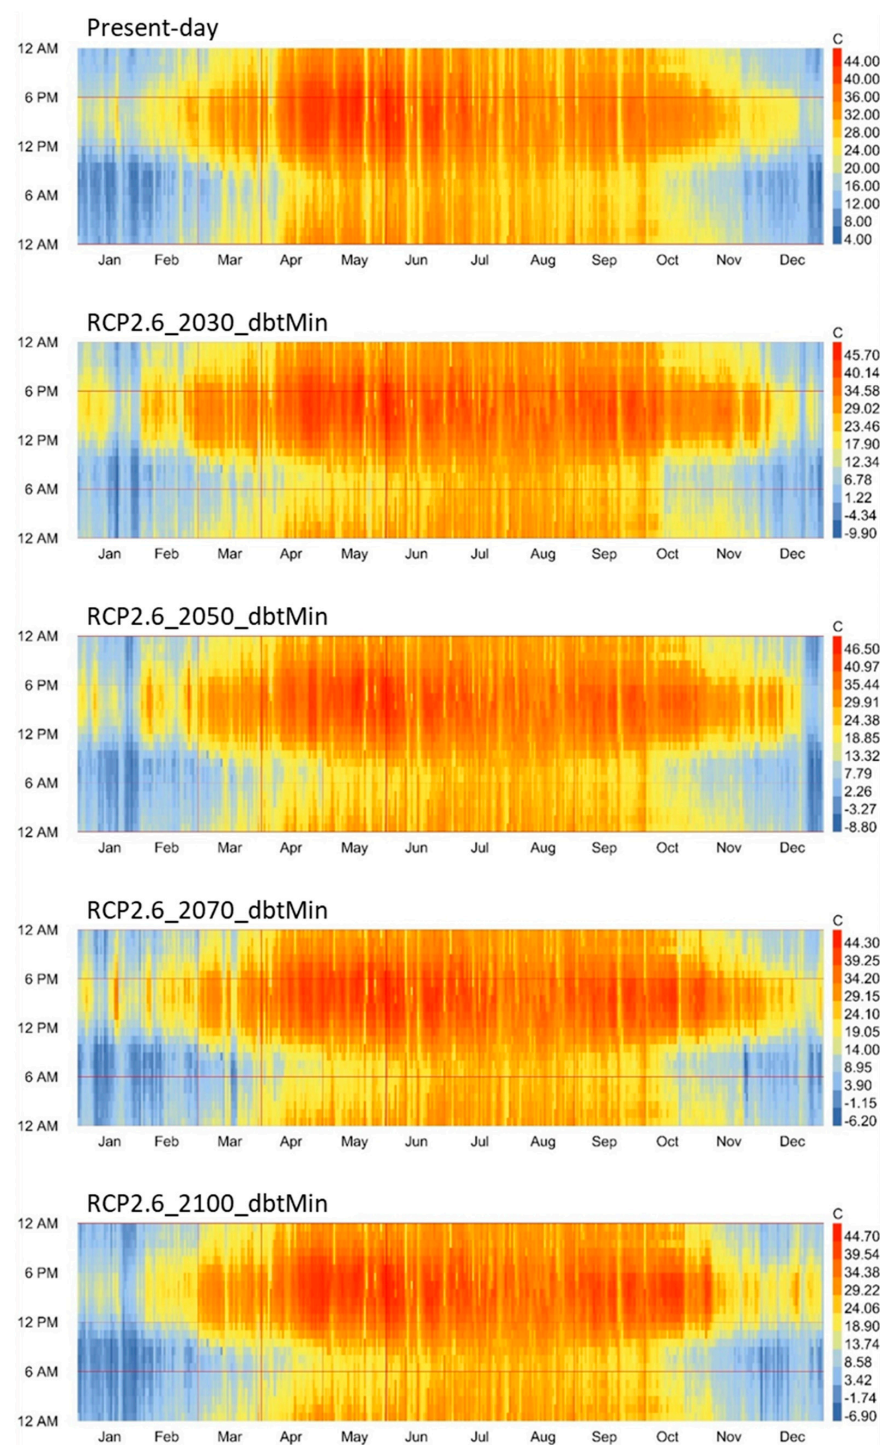 Present-day
C
12 AM
6 PM
12 PM
6 AM
12 AM
44.00
40.00
36.00
32.00
28.00
24.00
20.00
16.00
12.00
8.00
4.00
Jan Feb Mar Apr May Jun Jul Aug Sep Oct Nov Dec
RCP2.6_2030_dbtMin
C
12 AM
6 PM
12 PM
6 AM
12 AM
45.70
40.14
34.58
29.02
23.46
17.90
12.34
6.78
1.22
-4.34
-9.90
Jan Feb Mar Apr May Jun Jul Aug Sep Oct Nov Dec
RCP2.6_2050_dbtMin
C
12 AM
6 PM
12 PM
6 AM
12 AM
46.50
40.97
35.44
29.91
24.38
18.85
13.32
7.79
2.26
-3.27
-8.80
Jan Feb Mar Apr May Jun Jul Aug Sep Oct Nov Dec
RCP2.6_2070_dbtMin
C
12 AM
6 PM
12 PM
6 AM
12 AM
44.30
39.25
34.20
29.15
24.10
19.05
14.00
8.95
3.90
-1.15
-6.20
Jan Feb Mar Apr May Jun Jul Aug Sep Oct Nov Dec
RCP2.6_2100_dbtMin
C
12 AM
6 PM
12 PM
6 AM
12 AM
44.70
39.54
34.38
29.22
24.06
18.90
13.74
8.58
3.42
-1.74
-6.90
Jan Feb Mar Apr May Jun Jul Aug Sep Oct Nov Dec